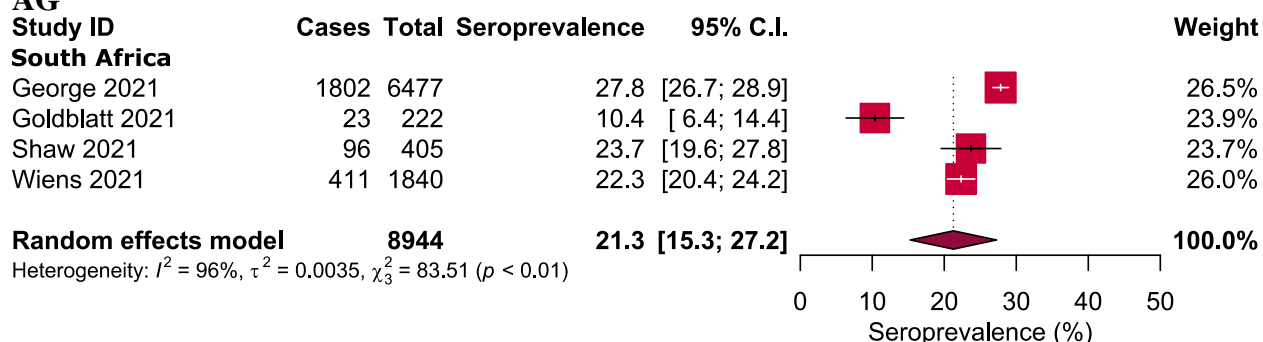 AG
Study ID Cases Total Seroprevalence 95% C.I. Weight
South Africa
George 2021 1802 6477 27.8 [26.7; 28.9] 26.5%
Goldblatt 2021 23 222 10.4 [ 6.4; 14.4] 23.9%
Shaw 2021 96 405 23.7 [19.6; 27.8] 23.7%
Wiens 2021 411 1840 22.3 [20.4; 24.2] 26.0%
Random effects model 8944 21.3 [15.3; 27.2] 100.0%
Heterogeneity: I² = 96%, τ² = 0.0035, χ²₃ = 83.51 (p < 0.01)
0 10 20 30 40 50
Seroprevalence (%)